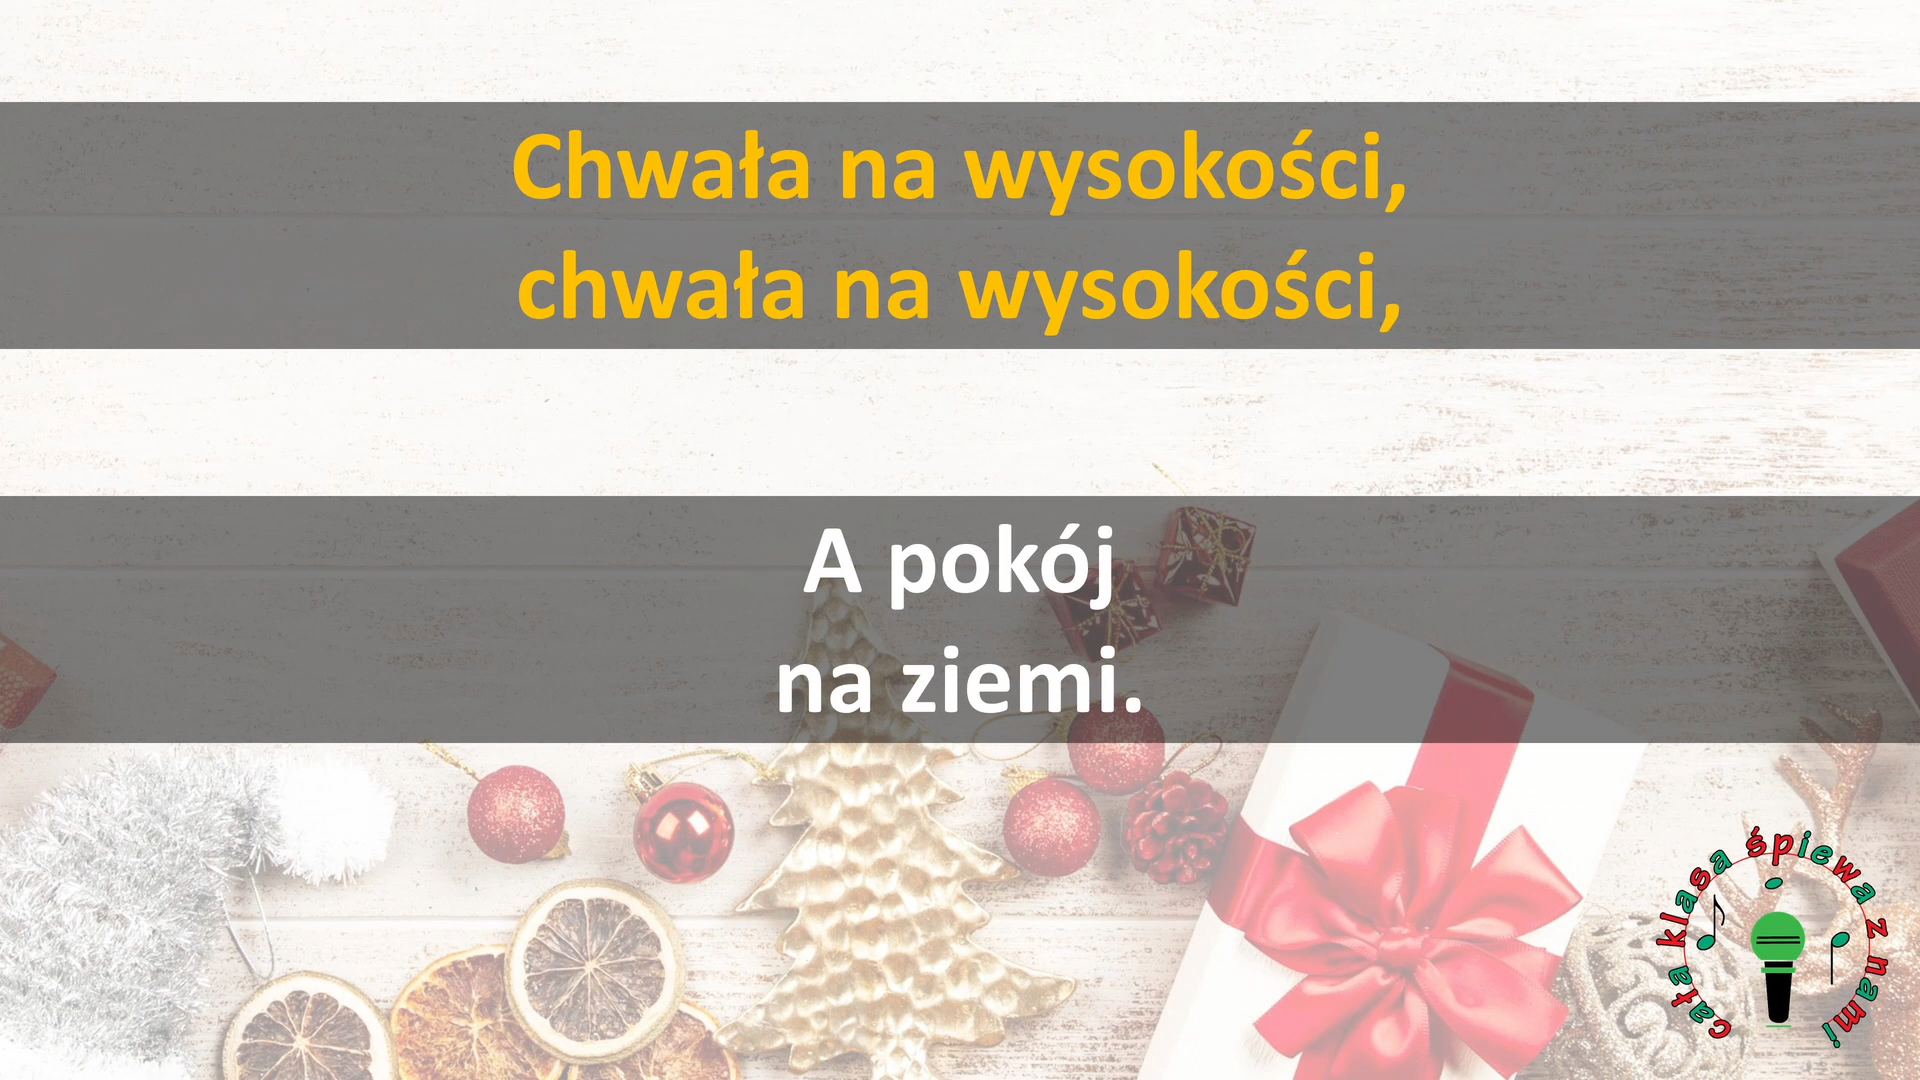 Chwała na wysokości,
chwała na wysokości,
A pokój
na ziemi.
cała klasa śpiewa z nami